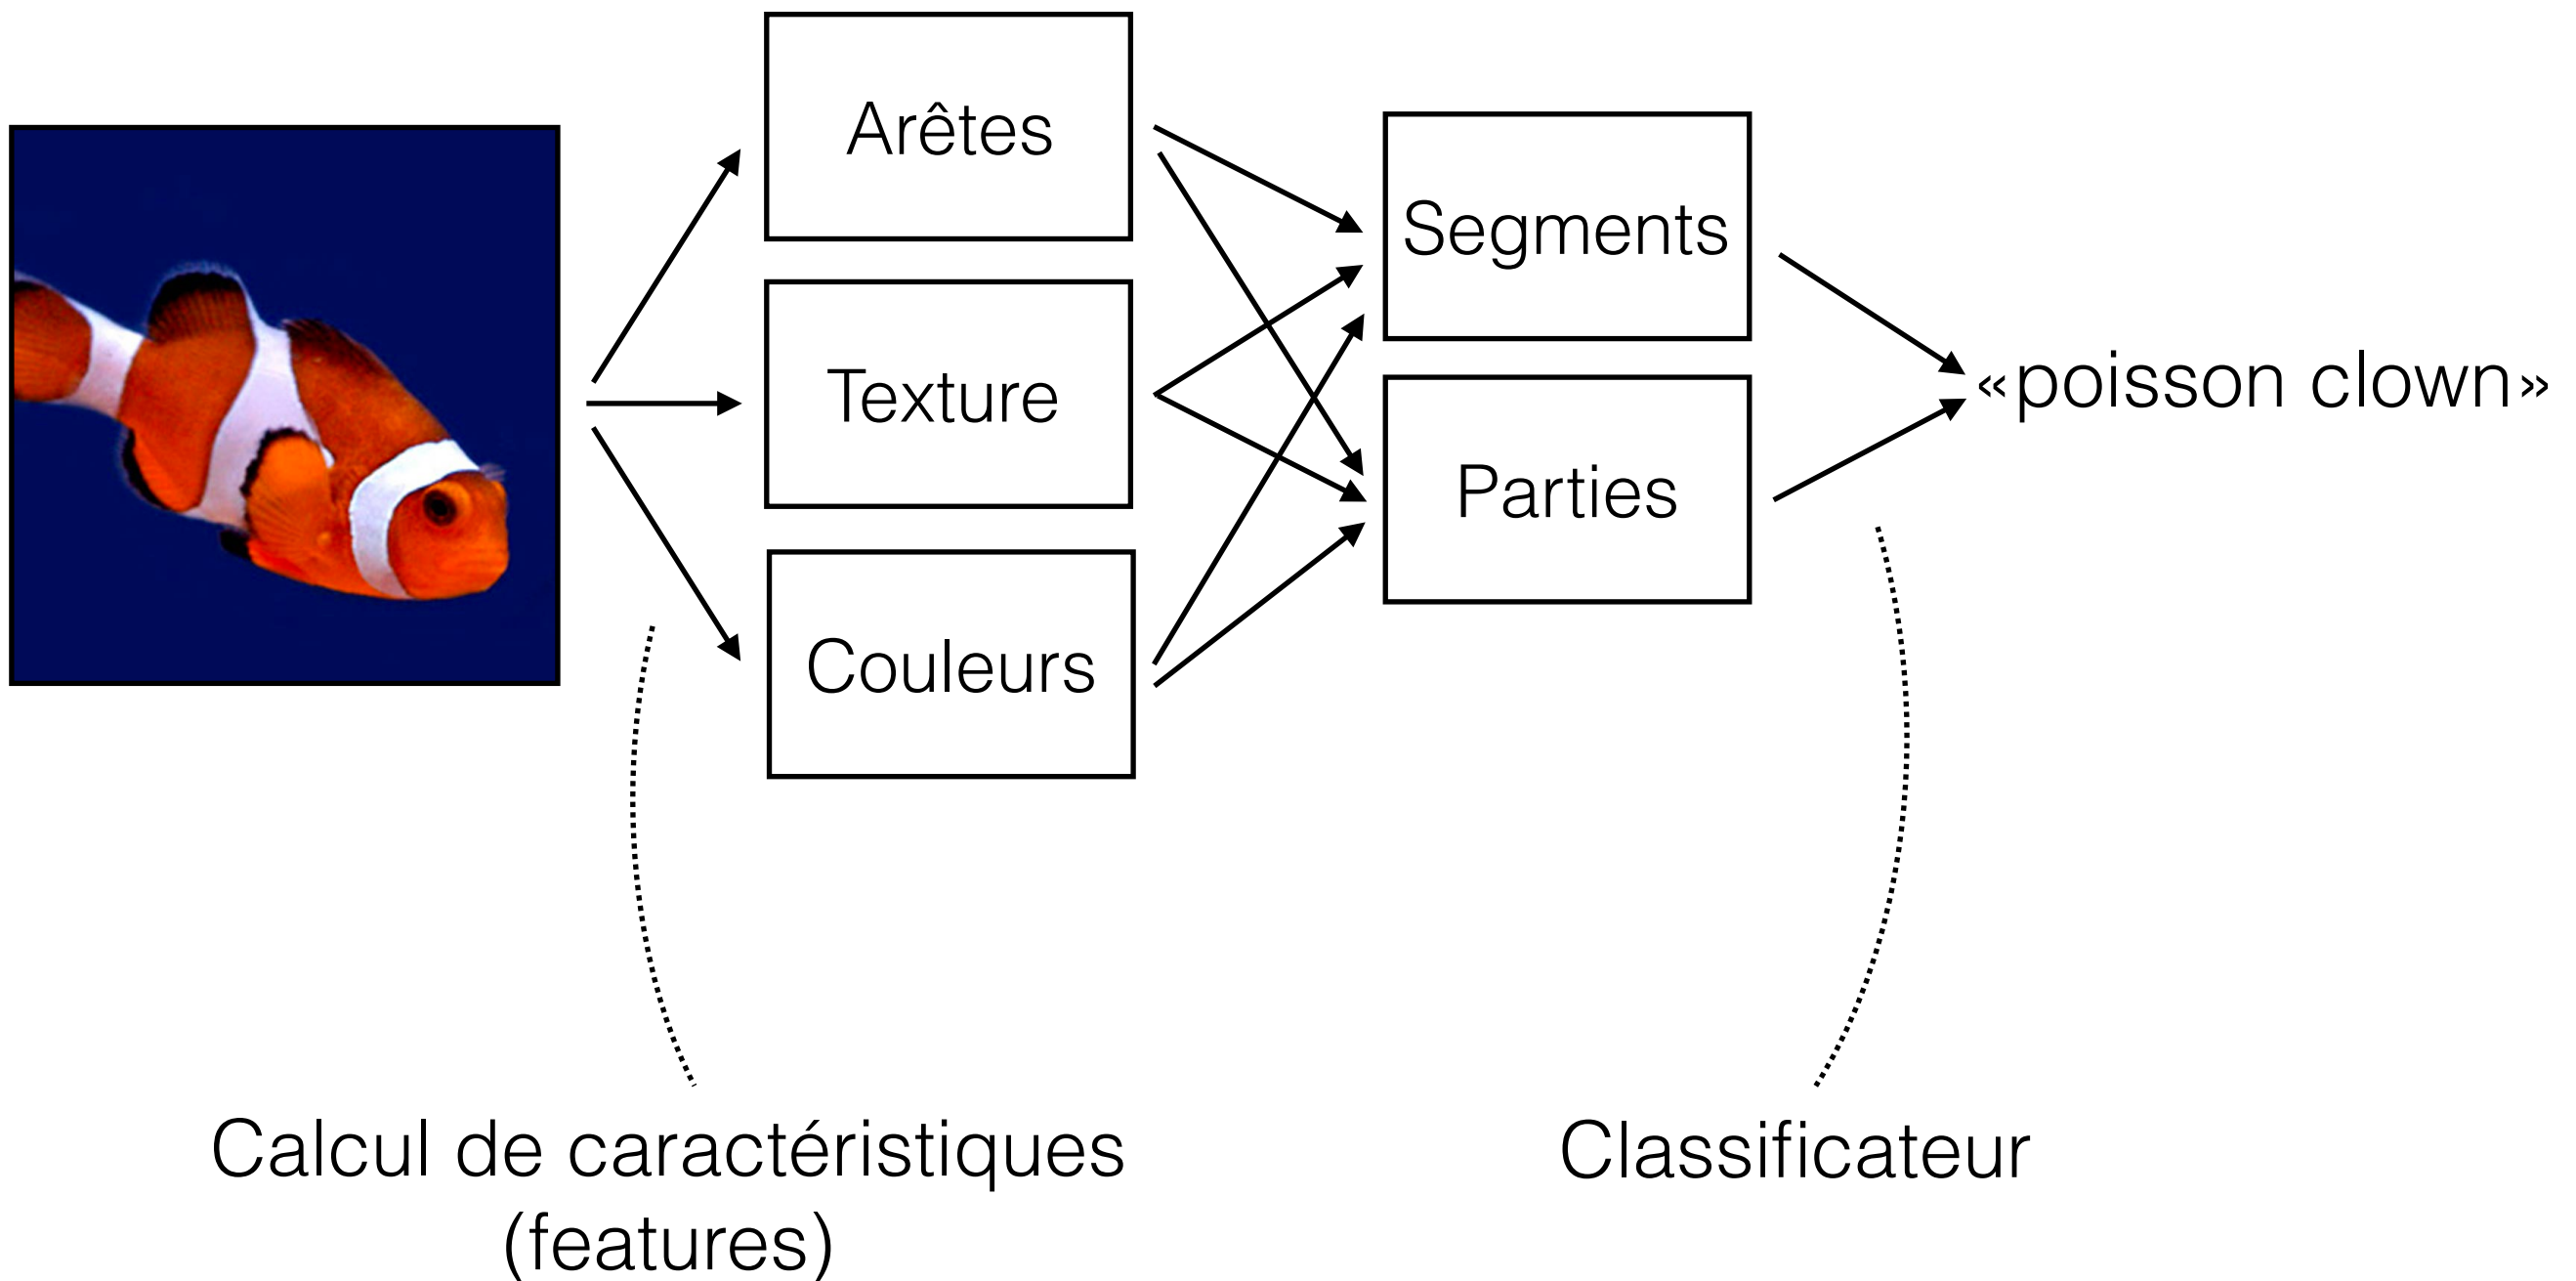 Arêtes
Texture
Couleurs
Segments
Parties
«poisson clown»
Calcul de caractéristiques
(features)
Classificateur